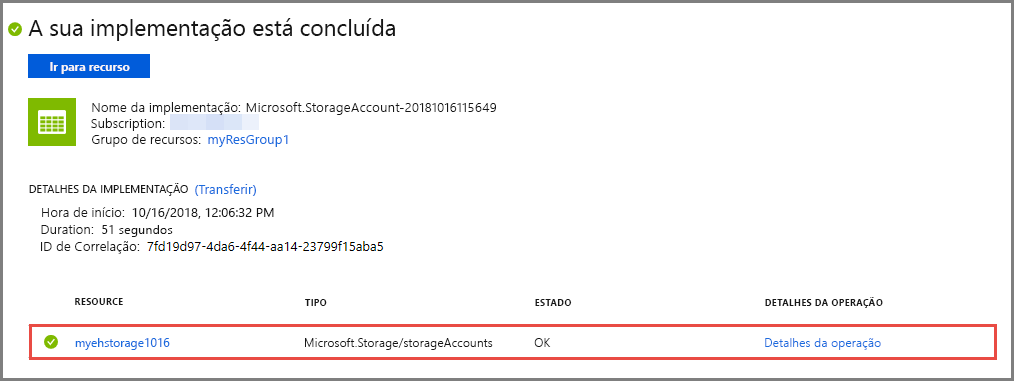 A sua implementação está concluída
Ir para recurso
Nome da implementação: Microsoft.StorageAccount-20181016115649
Subscription:
Grupo de recursos: myResGroup1
DETALHES DA IMPLEMENTAÇÃO (Transferir)
Hora de início: 10/16/2018, 12:06:32 PM
Duration: 51 segundos
ID de Correlação: 7fd19d97-4da6-4f44-aa14-23799f15aba5
RESOURCE TIPO ESTADO DETALHES DA OPERAÇÃO
myehstorage1016 Microsoft.Storage/storageAccounts OK Detalhes da operação